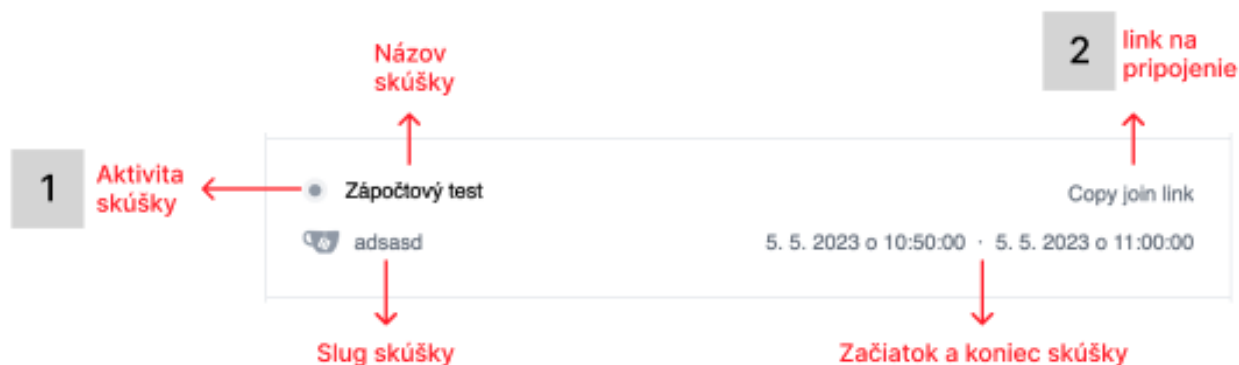 Názov
skúšky
2
link na
pripojenie
1
Aktivita
skúšky
Zápočtový test
Copy join link
adsasd
5. 5. 2023 o 10:50:00 · 5. 5. 2023 o 11:00:00
Slug skúšky
Začiatok a koniec skúšky